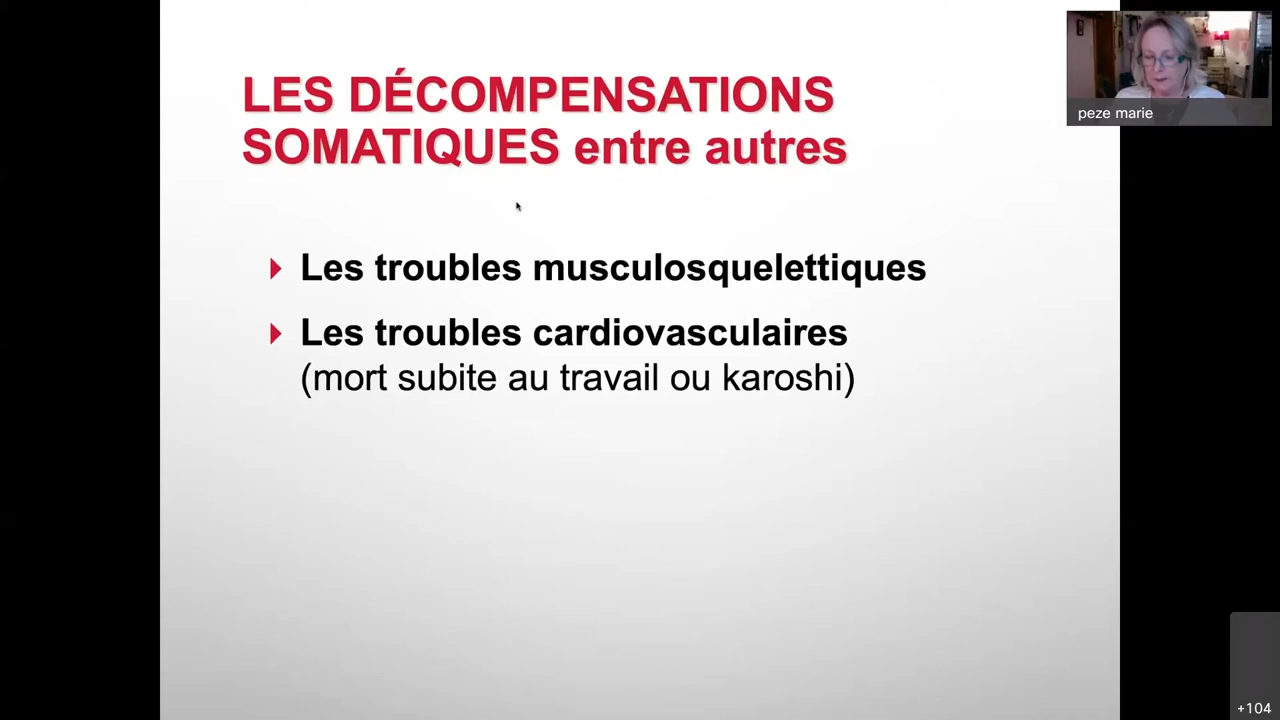 LES DÉCOMPENSATIONS
SOMATIQUES entre autres
peze marie
Les troubles musculosquelettiques
Les troubles cardiovasculaires
(mort subite au travail ou karoshi)
+104